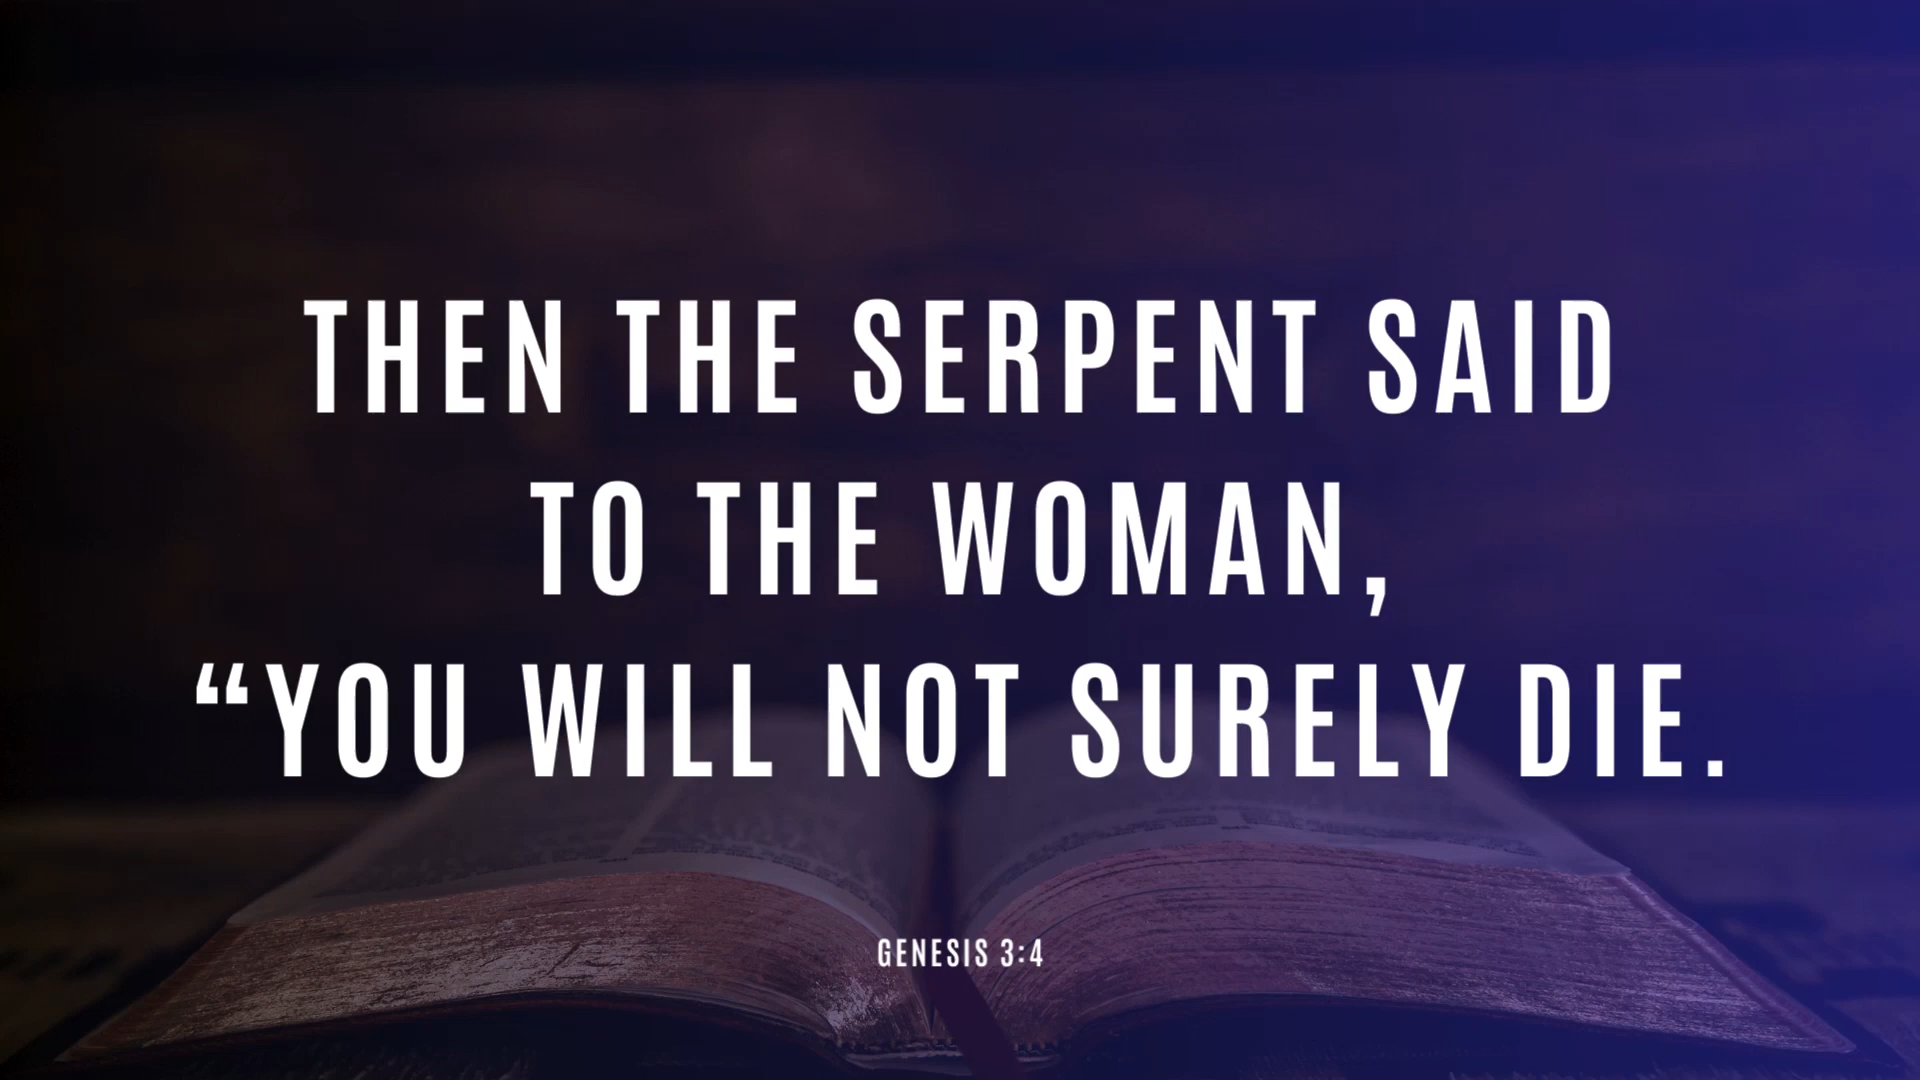 THEN THE SERPENT SAID
TO THE WOMAN,
“YOU WILL NOT SURELY DIE.
GENESIS 3:4